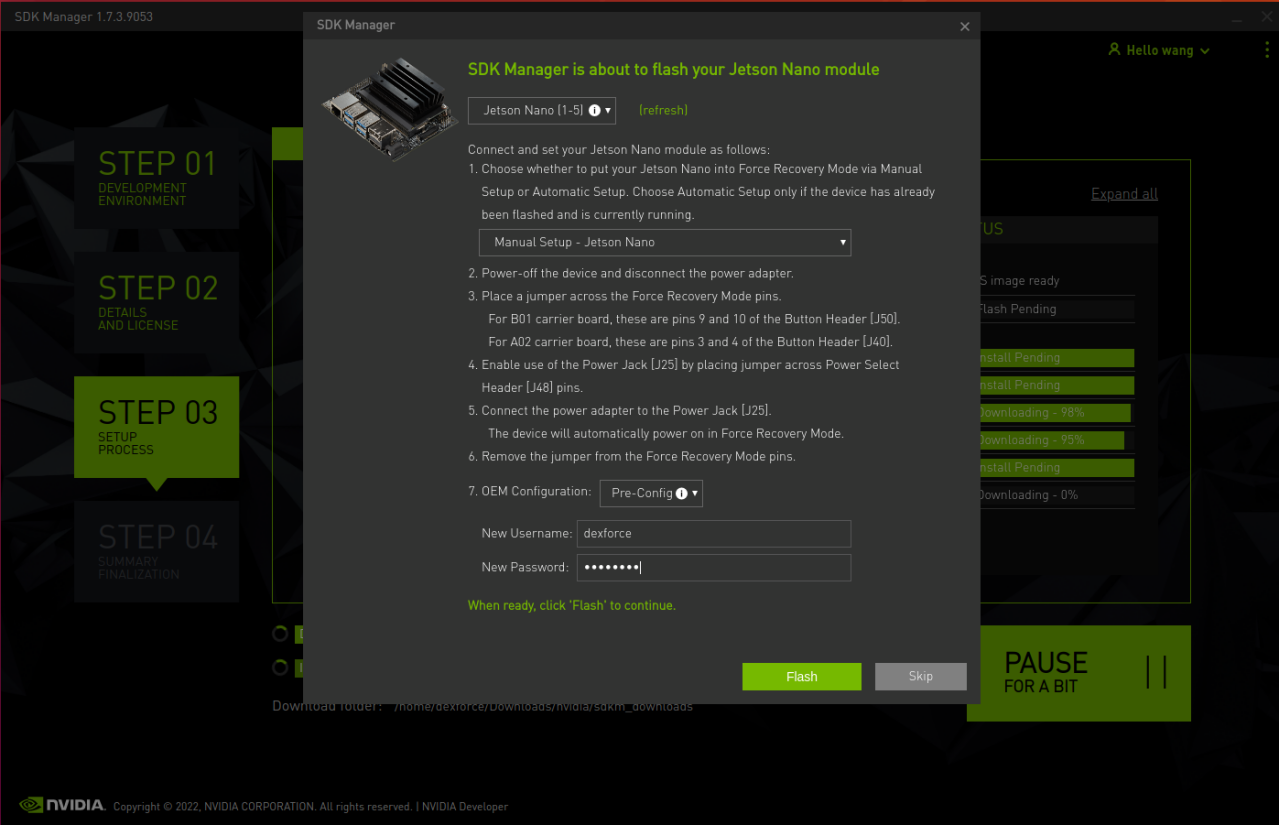 SDK Manager 1.7.3.9053
SDK Manager
Hello wang
SDK Manager is about to flash your Jetson Nano module
Jetson Nano (1-5)
(refresh)
Connect and set your Jetson Nano module as follows:
1. Choose whether to put your Jetson Nano into Force Recovery Mode via Manual
Setup or Automatic Setup. Choose Automatic Setup only if the device has already
been flashed and is currently running.
Manual Setup - Jetson Nano
2. Power-off the device and disconnect the power adapter.
3. Place a jumper across the Force Recovery Mode pins.
For B01 carrier board, these are pins 9 and 10 of the Button Header [J50].
For A02 carrier board, these are pins 3 and 4 of the Button Header [J40].
4. Enable use of the Power Jack [J25] by placing jumper across Power Select
Header [J48] pins.
5. Connect the power adapter to the Power Jack [J25].
The device will automatically power on in Force Recovery Mode.
6. Remove the jumper from the Force Recovery Mode pins.
7. OEM Configuration:
Pre-Config
New Username:
dexforce
New Password:
••••••••
When ready, click 'Flash' to continue.
Flash
Skip
STEP 01
DEVELOPMENT
ENVIRONMENT
STEP 02
DETAILS
AND LICENSE
STEP 03
SETUP
PROCESS
STEP 04
SUMMARY
FINALIZATION
Expand all
TUS
S image ready
Flash Pending
nstall Pending
nstall Pending
Downloading - 98%
Downloading - 95%
nstall Pending
Downloading - 0%
PAUSE
FOR A BIT
Download folder: /home/dexforce/Downloads/nvidia/sdkm_downloads
NVIDIA. Copyright © 2022, NVIDIA CORPORATION. All rights reserved. | NVIDIA Developer